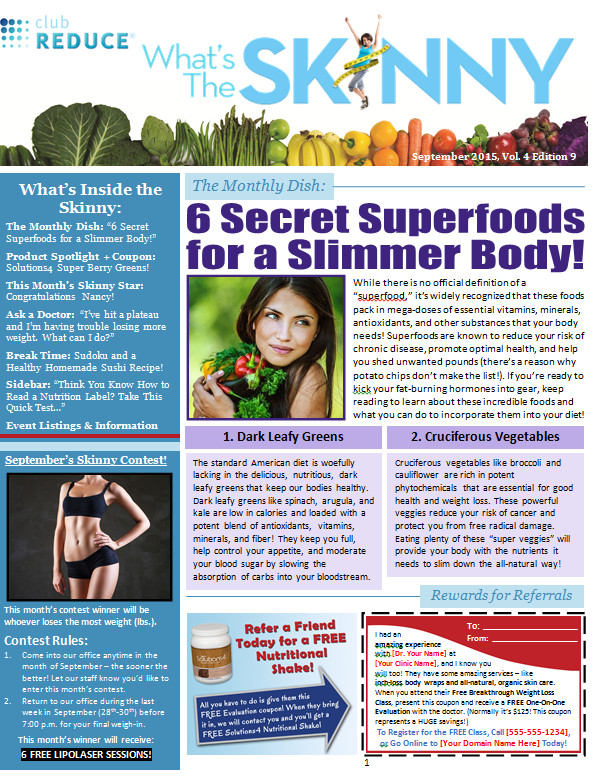 club
REDUCE®
What's
The
SKINNY
September 2015, Vol. 4 Edition 9
What's Inside the
Skinny:
The Monthly Dish: "6 Secret
Superfoods for a Slimmer Body!"
Product Spotlight + Coupon:
Solutions4 Super Berry Greens!
This Month's Skinny Star:
Congratulations Nancy!
Ask a Doctor: "I've hit a plateau
and I'm having trouble losing more
weight. What can I do?"
Break Time: Sudoku and a
Healthy Homemade Sushi Recipe!
Sidebar: "Think You Know How to
Read a Nutrition Label? Take This
Quick Test..."
Event Listings & Information
September's Skinny Contest!
This month's contest winner will be
whoever loses the most weight (lbs.).
Contest Rules:
1. Come into our office anytime in the
month of September – the sooner the
better! Let our staff know you'd like to
enter this month's contest.
2. Return to our office during the last
week in September (28th-30th) before
7:00 p.m. for your final weigh-in.
This month's winner will receive:
6 FREE LIPOLASER SESSIONS!
The Monthly Dish:
6 Secret Superfoods
for a Slimmer Body!
While there is no official definition of a
"superfood," it's widely recognized that these foods
pack in mega-doses of essential vitamins, minerals,
antioxidants, and other substances that your body
needs! Superfoods are known to reduce your risk of
chronic disease, promote optimal health, and help
you shed unwanted pounds (there's a reason why
potato chips don't make the list!). If you're ready to
kick your fat-burning hormones into gear, keep
reading to learn about these incredible foods and
what you can do to incorporate them into your diet!
1. Dark Leafy Greens
The standard American diet is woefully
lacking in the delicious, nutritious, dark
leafy greens that keep our bodies healthy.
Dark leafy greens like spinach, arugula, and
kale are low in calories and loaded with a
potent blend of antioxidants, vitamins,
minerals, and fiber! They keep you full,
help control your appetite, and moderate
your blood sugar by slowing the
absorption of carbs into your bloodstream.
2. Cruciferous Vegetables
Cruciferous vegetables like broccoli and
cauliflower are rich in potent
phytochemicals that are essential for good
health and weight loss. These powerful
veggies reduce your risk of cancer and
protect you from free radical damage.
Eating plenty of these "super veggies" will
provide your body with the nutrients it
needs to slim down the all-natural way!
Rewards for Referrals
Refer a Friend
Today for a FREE
Nutritional
Shake!
Solutions4
All you have to do is give them this
FREE Evaluation coupon! When they bring
it in, we will contact you and you'll get a
FREE Solutions4 Nutritional Shake!
To:
From:
I had an
amazing experience
with [Dr. Your Name] at
[Your Clinic Name], and I know you
will too! They have some amazing services – like
inch-loss body wraps and all-natural, organic skin care.
When you attend their Free Breakthrough Weight Loss
Class, present this coupon and receive a FREE One-On-One
Evaluation with the doctor. (Normally it's $125! This coupon
represents a HUGE savings!)
To Register for the FREE Class, Call [555-555-1234],
or Go Online to [Your Domain Name Here] Today!
1